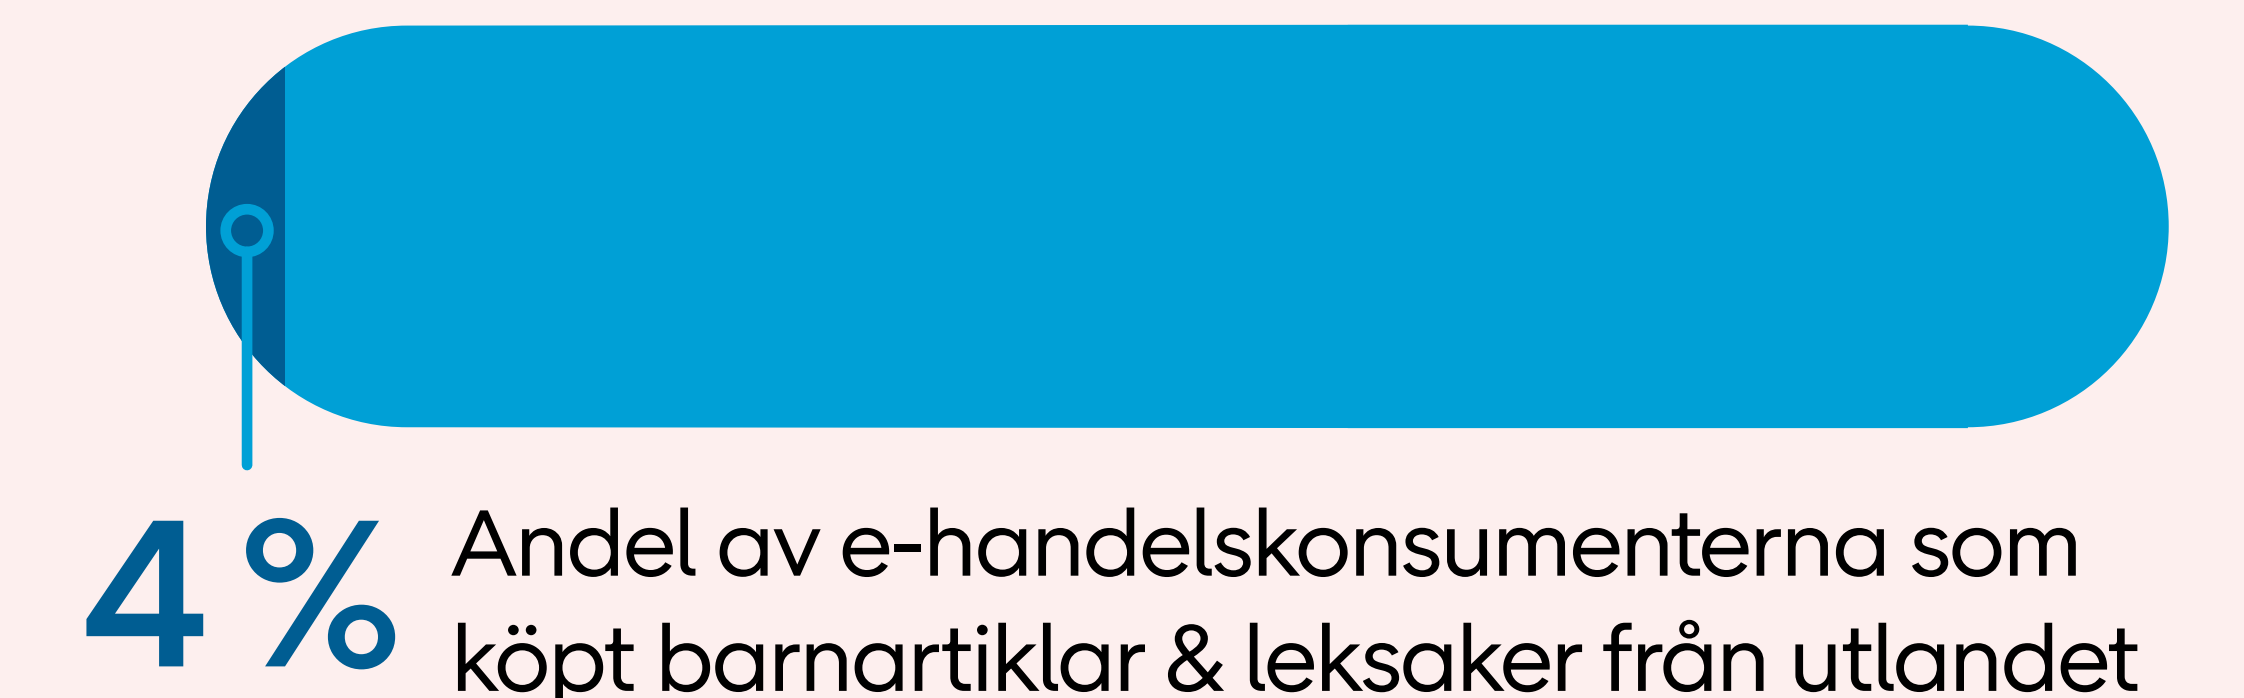 4 %
Andel av e-handelskonsumenterna som
köpt barnartiklar & leksaker från utlandet